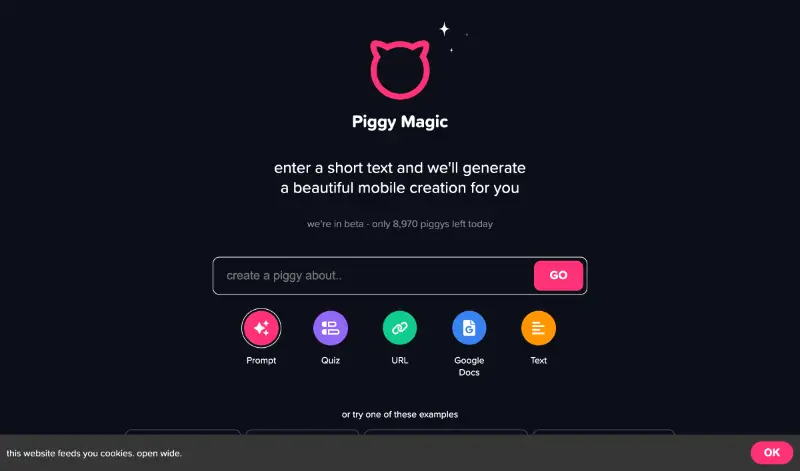 Piggy Magic
enter a short text and we'll generate
a beautiful mobile creation for you
we're in beta - only 8,970 piggys left today
create a piggy about..
GO
Prompt
Quiz
URL
Google
Docs
Text
or try one of these examples
this website feeds you cookies. open wide.
OK